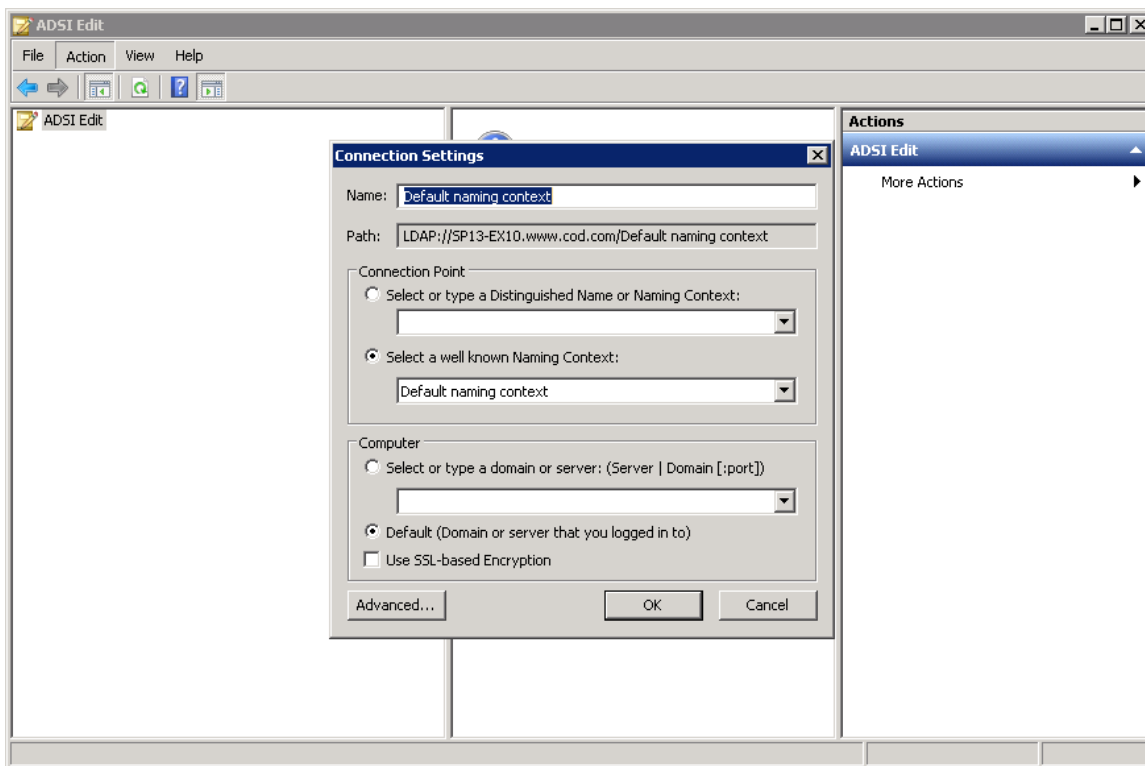 ADSI Edit
File Action View Help
ADSI Edit
Actions
ADSI Edit
More Actions
Connection Settings
Name: Default naming context
Path: LDAP://SP13-EX10.www.cod.com/Default naming context
Connection Point
Select or type a Distinguished Name or Naming Context:
Select a well known Naming Context:
Default naming context
Computer
Select or type a domain or server: (Server | Domain [:port])
Default (Domain or server that you logged in to)
Use SSL-based Encryption
Advanced... OK Cancel